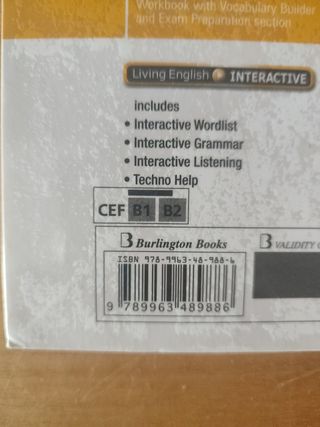 Workbook with Vocabulary Builder
and Exam Preparation section
Living English INTERACTIVE
includes
• Interactive Wordlist
• Interactive Grammar
• Interactive Listening
• Techno Help
CEF B1 B2
B Burlington Books
B VALIDITY
ISBN 978-9963-48-988-6
9 789963 489886